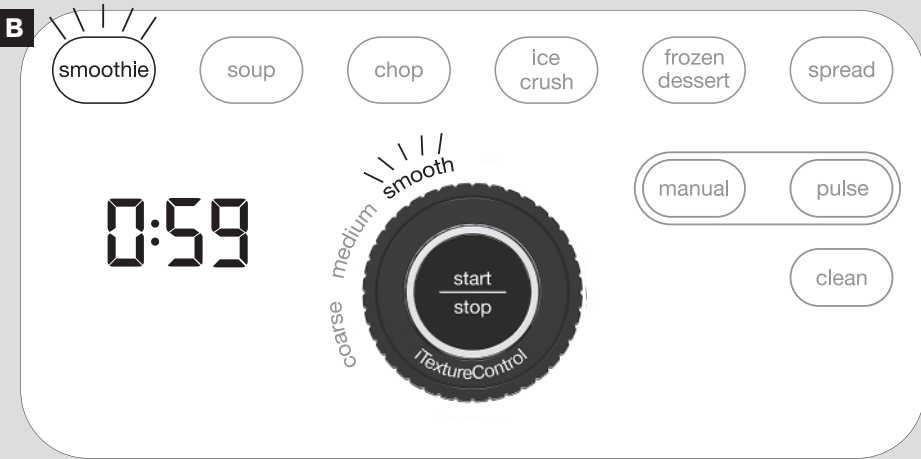 B
smoothie
soup
chop
ice
crush
frozen
dessert
spread
smooth
medium
coarse
manual
pulse
0:59
start
stop
clean
iTextureControl